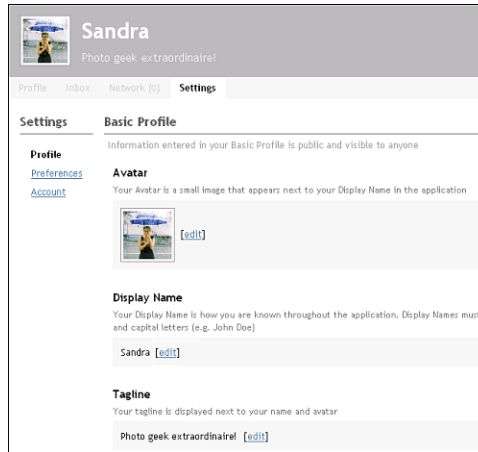 Sandra
Photo geek extraordinaire!
Profile Inbox Network (0) Settings
Settings
Profile
Preferences
Account
Basic Profile
Information entered in your Basic Profile is public and visible to anyone
Avatar
Your Avatar is a small image that appears next to your Display Name in the application
[edit]
Display Name
Your Display Name is how you are known throughout the application. Display Names must
and capital letters (e.g. John Doe)
Sandra [edit]
Tagline
Your tagline is displayed next to your name and avatar
Photo geek extraordinaire! [edit]